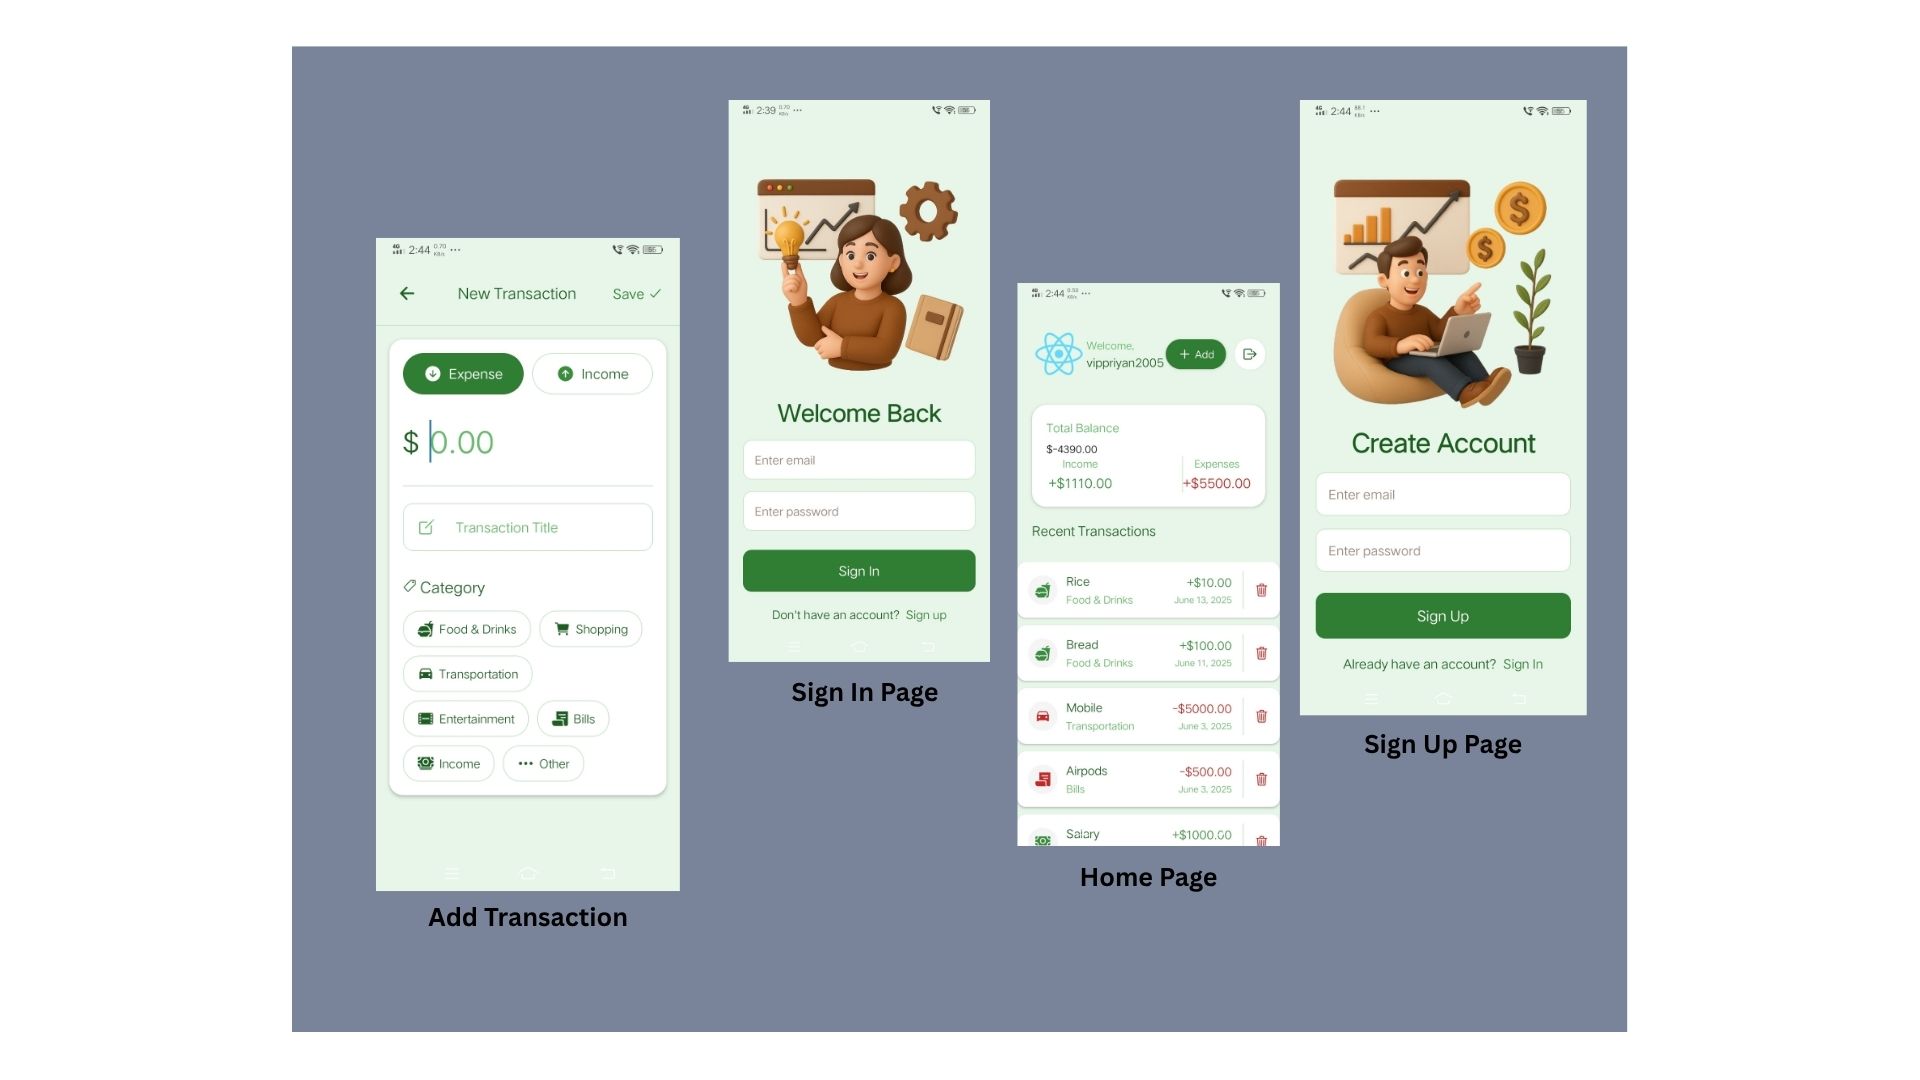 2:44
New Transaction
Save
Expense
Income
$ 0.00
Transaction Title
Category
Food & Drinks
Shopping
Transportation
Entertainment
Bills
Income
Other
Add Transaction
2:39
Welcome Back
Enter email
Enter password
Sign In
Don't have an account? Sign up
Sign In Page
2:44
Welcome,
vippriyan2005
+ Add
Total Balance
$-4390.00
Income
Expenses
+$1110.00
+$5500.00
Recent Transactions
Rice
+$10.00
Food & Drinks
June 13, 2025
Bread
+$100.00
Food & Drinks
June 11, 2025
Mobile
-$5000.00
Transportation
June 3, 2025
Airpods
-$500.00
Bills
June 3, 2025
Salary
+$1000.00
Home Page
2:44
Create Account
Enter email
Enter password
Sign Up
Already have an account? Sign In
Sign Up Page